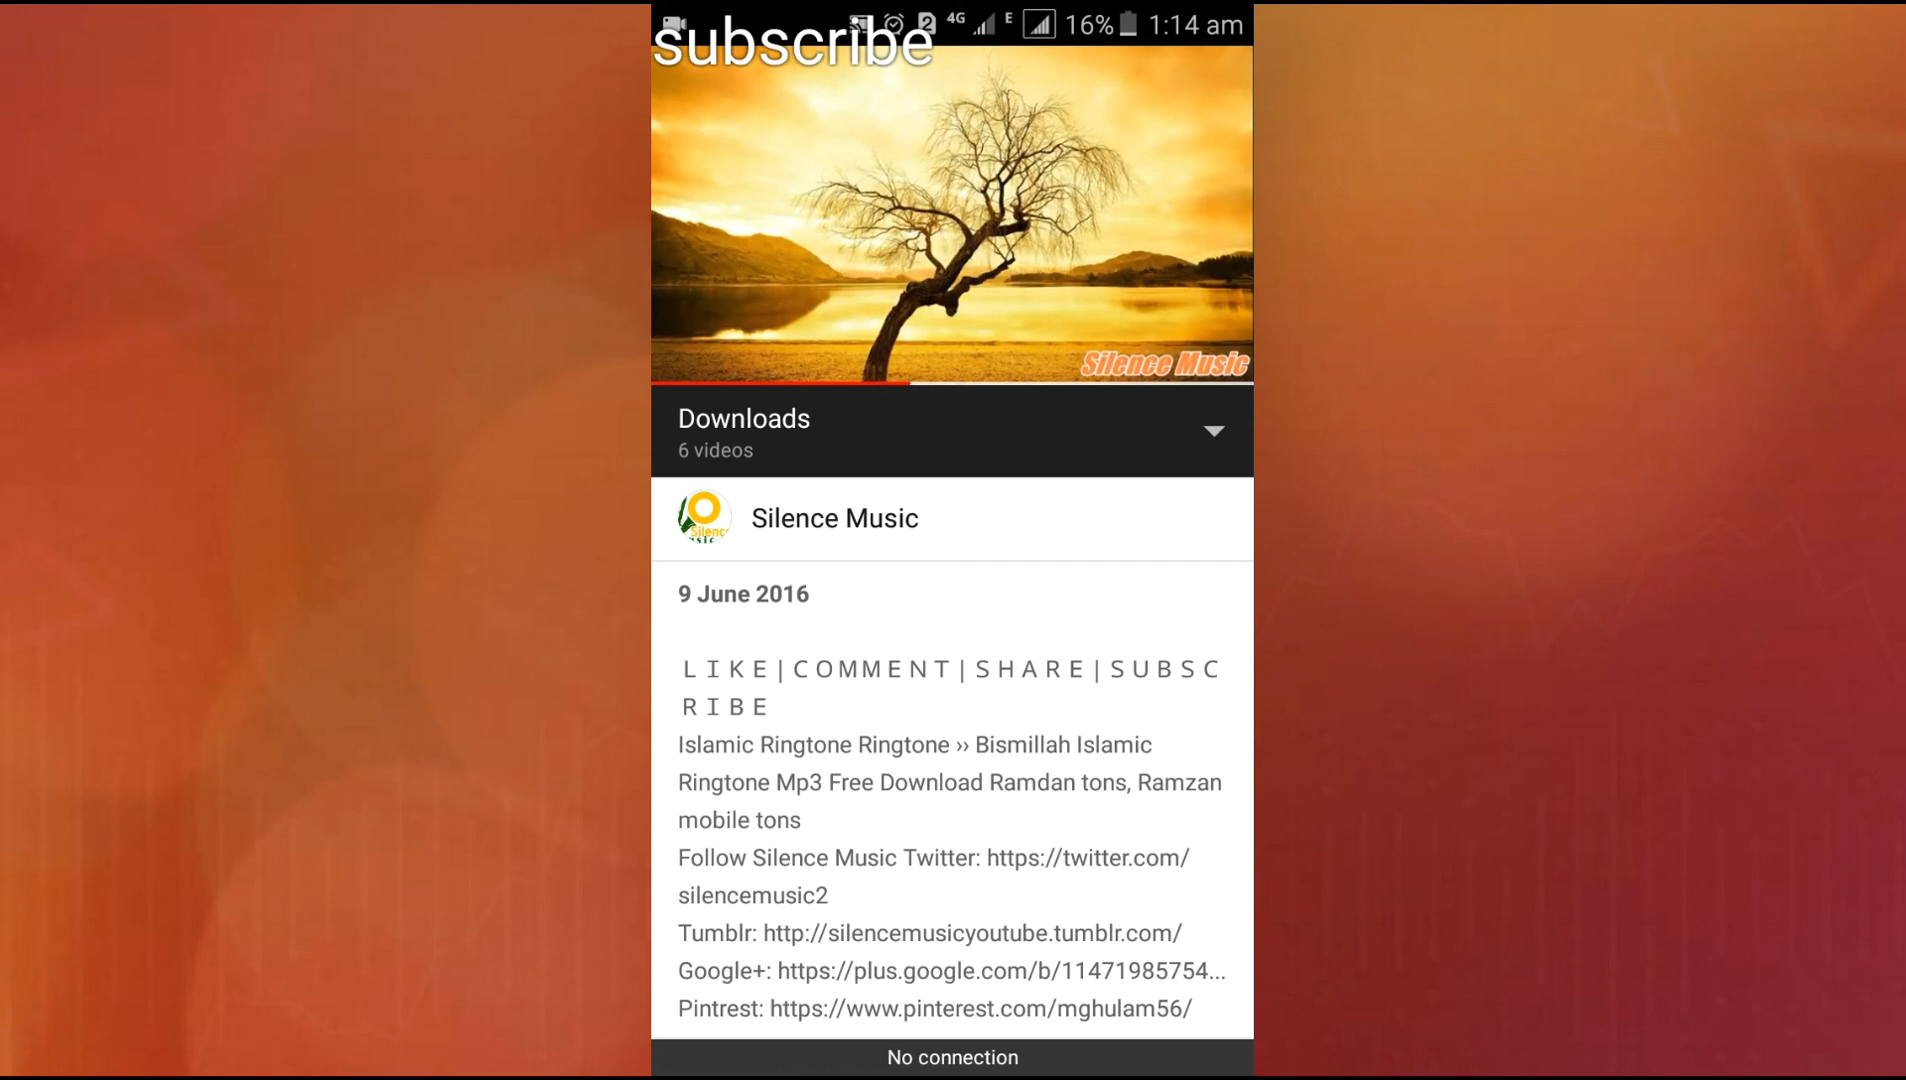 subscribe
2 4G E 16% 1:14 am
Silence Music
Downloads
6 videos
Silence Music
9 June 2016
L I K E | C O M M E N T | S H A R E | S U B S C
R I B E
Islamic Ringtone Ringtone ›› Bismillah Islamic
Ringtone Mp3 Free Download Ramdan tons, Ramzan
mobile tons
Follow Silence Music Twitter: https://twitter.com/
silencemusic2
Tumblr: http://silencemusicyoutube.tumblr.com/
Google+: https://plus.google.com/b/11471985754...
Pintrest: https://www.pinterest.com/mghulam56/
No connection